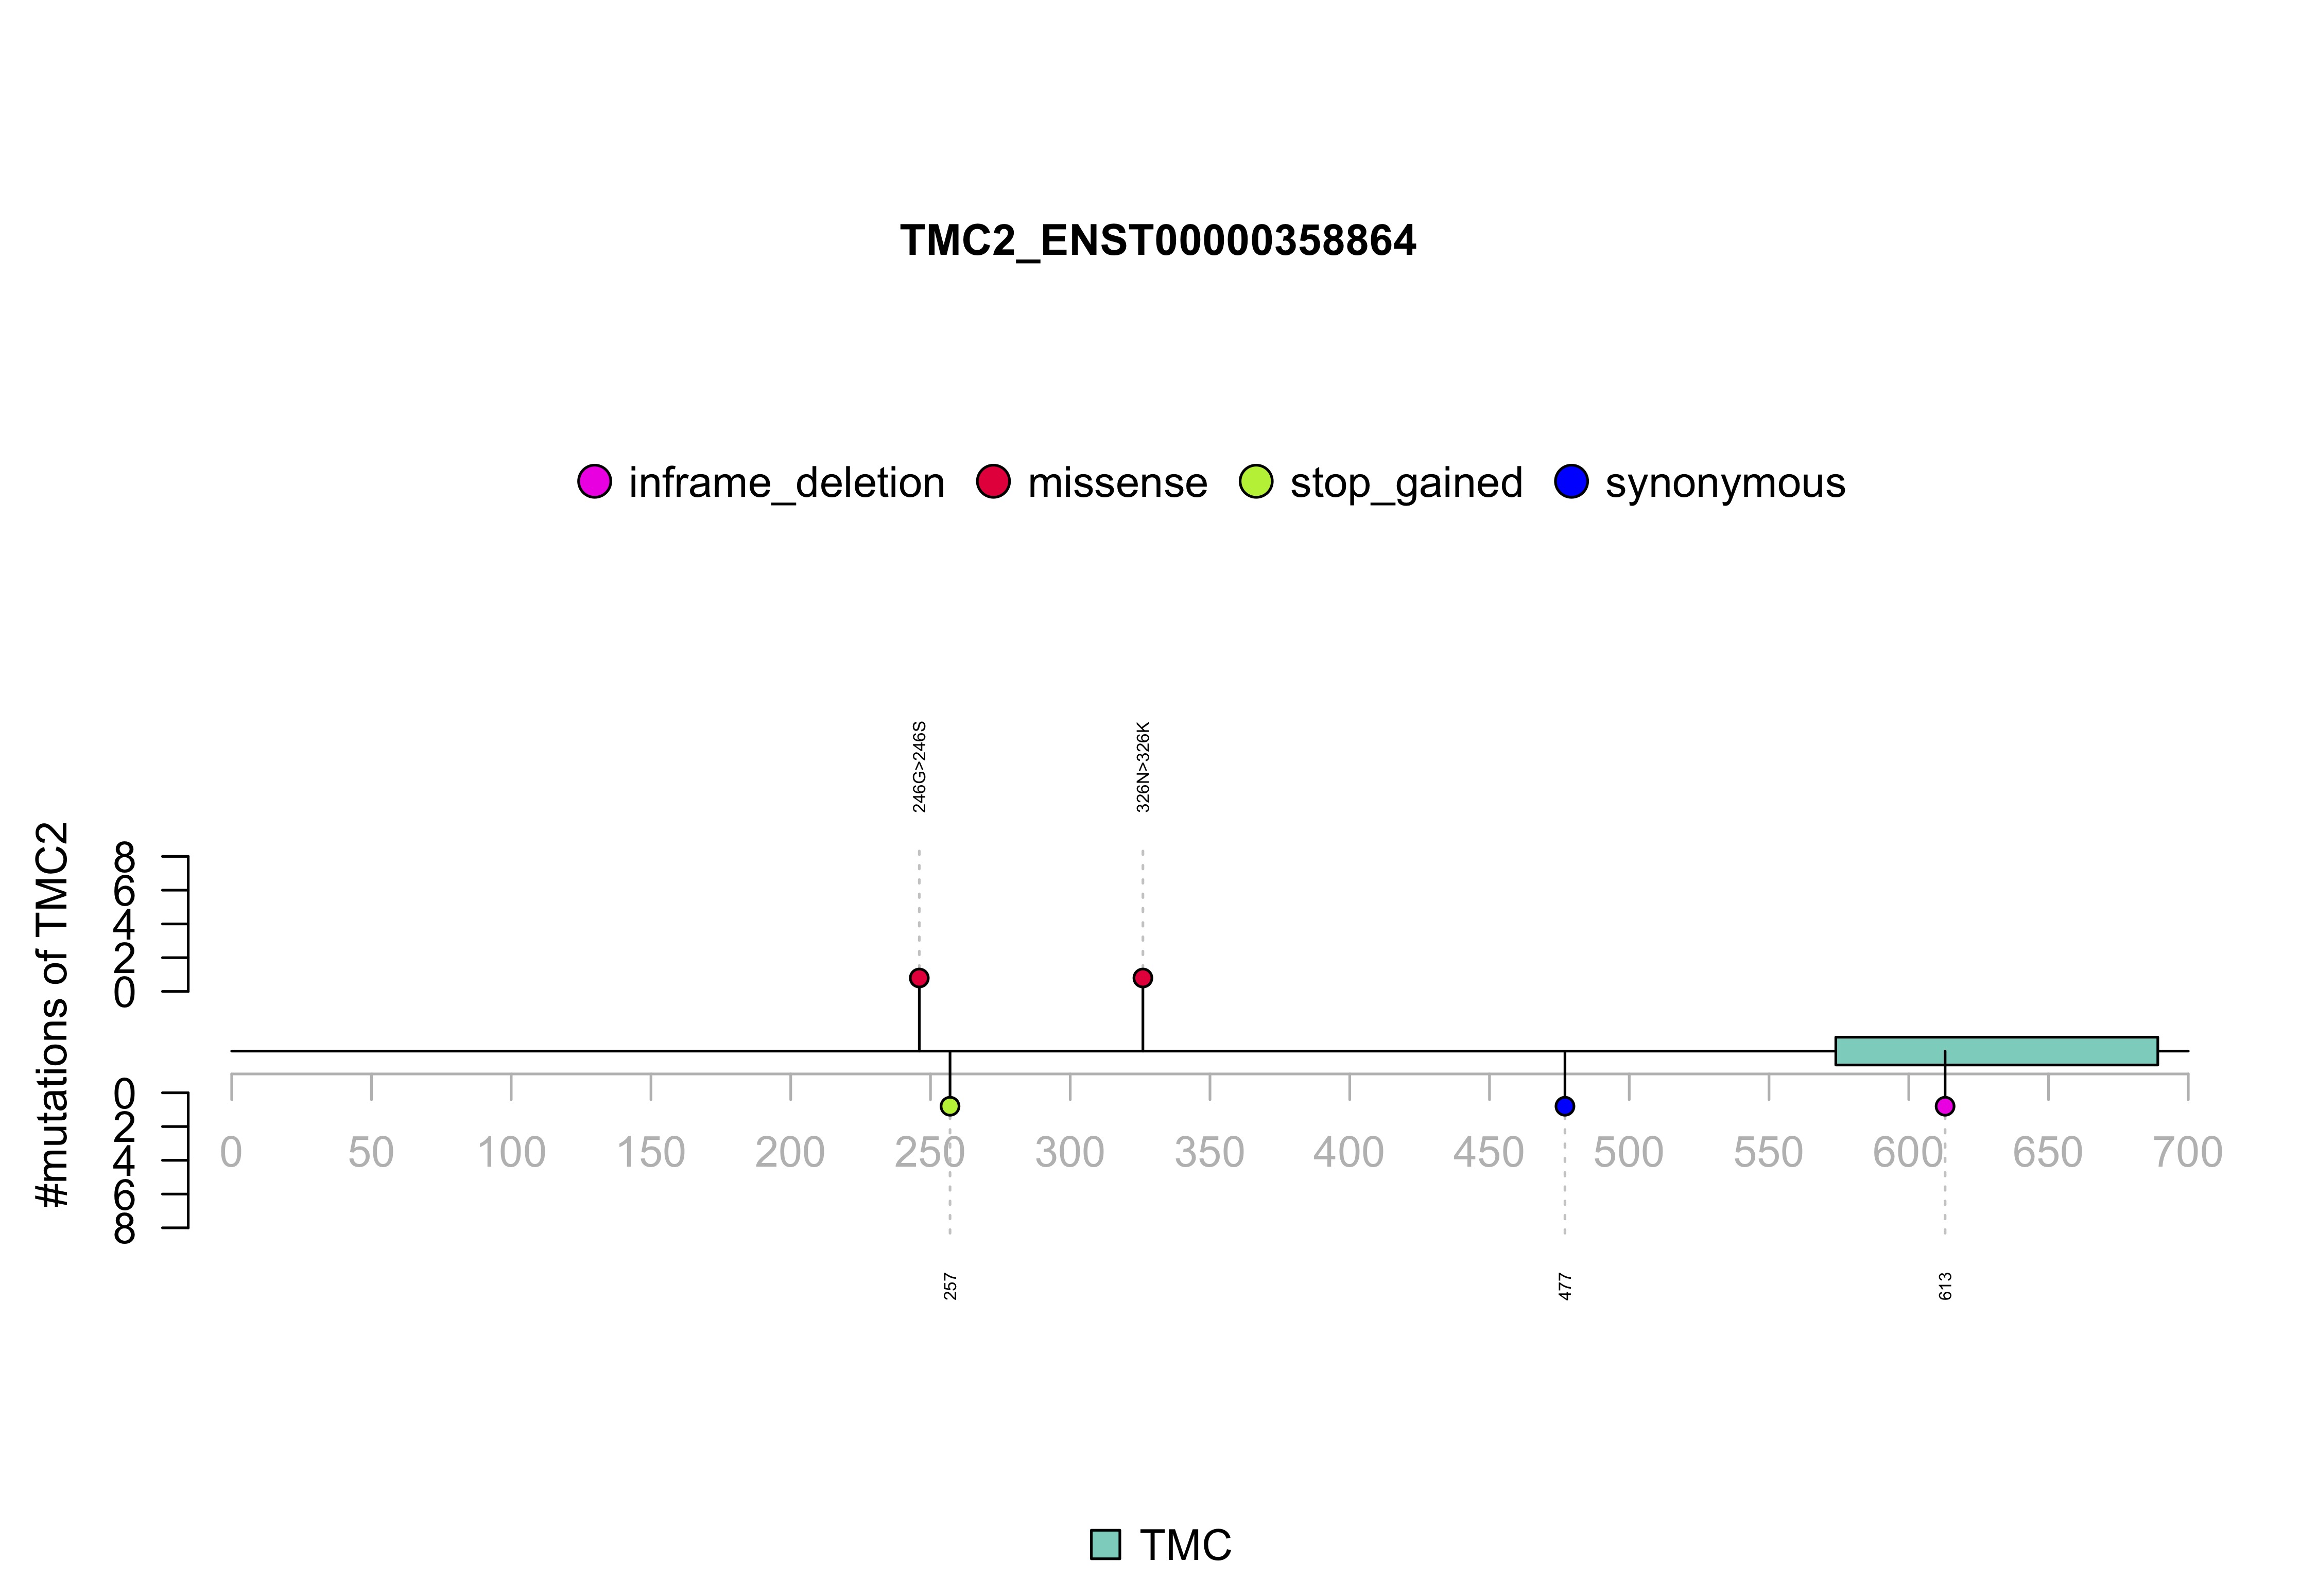 TMC2_ENST00000358864
inframe_deletion missense stop_gained synonymous
246G>246S
326N>326K
#mutations of TMC2
8
6
4
2
0
0
2
4
6
8
0 50 100 150 200 250 300 350 400 450 500 550 600 650 700
257
477
613
TMC